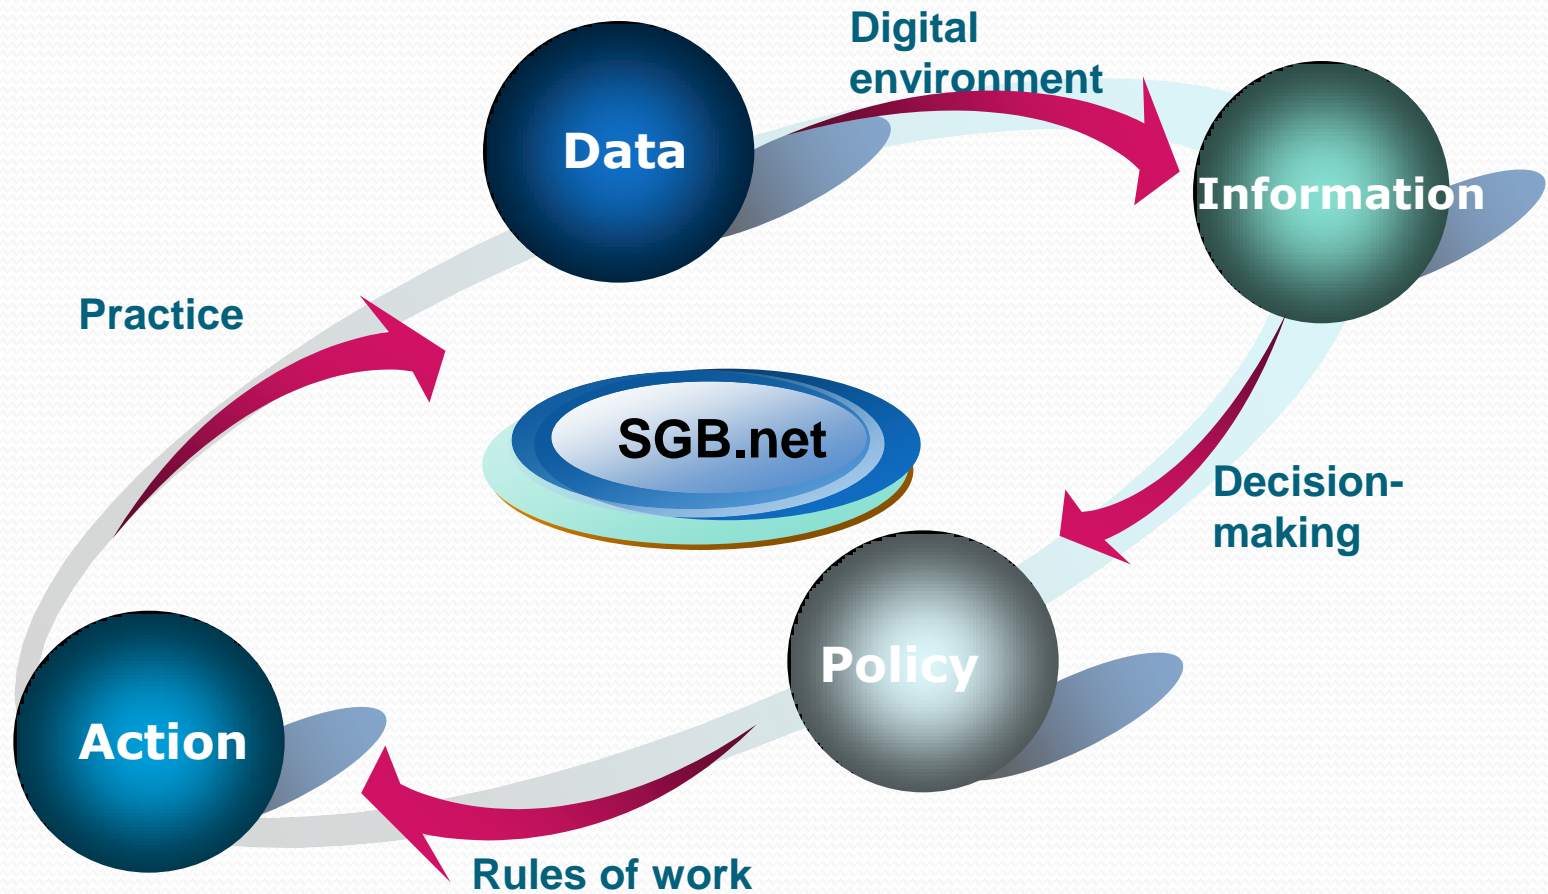 Digital
environment
Data
Information
Practice
SGB.net
Decision-
making
Policy
Action
Rules of work